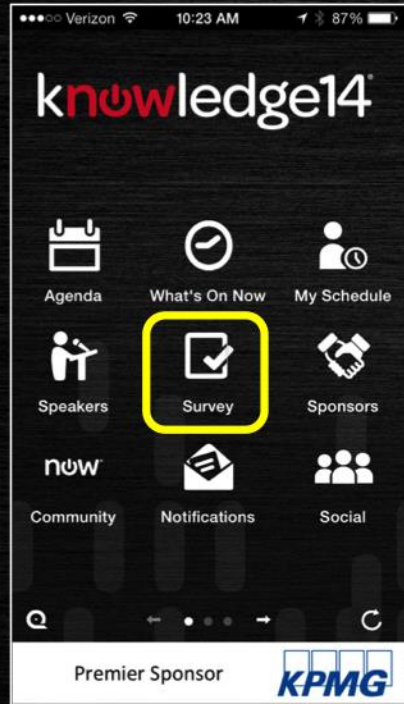 Verizon 10:23 AM 87%
knowledge14
Agenda What's On Now My Schedule
Speakers Survey Sponsors
now
Community Notifications Social
Premier Sponsor KPMG